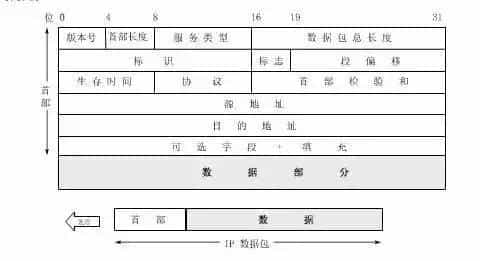 位 0 4 8 16 19 31
版本号 首部长度 服务类型 数据包总长度
标识 标志 段偏移
首部
生存时间 协议 首部检验和
源地址
目的地址
可选字段 + 填充
数据部分
首部 数据
IP 数据包